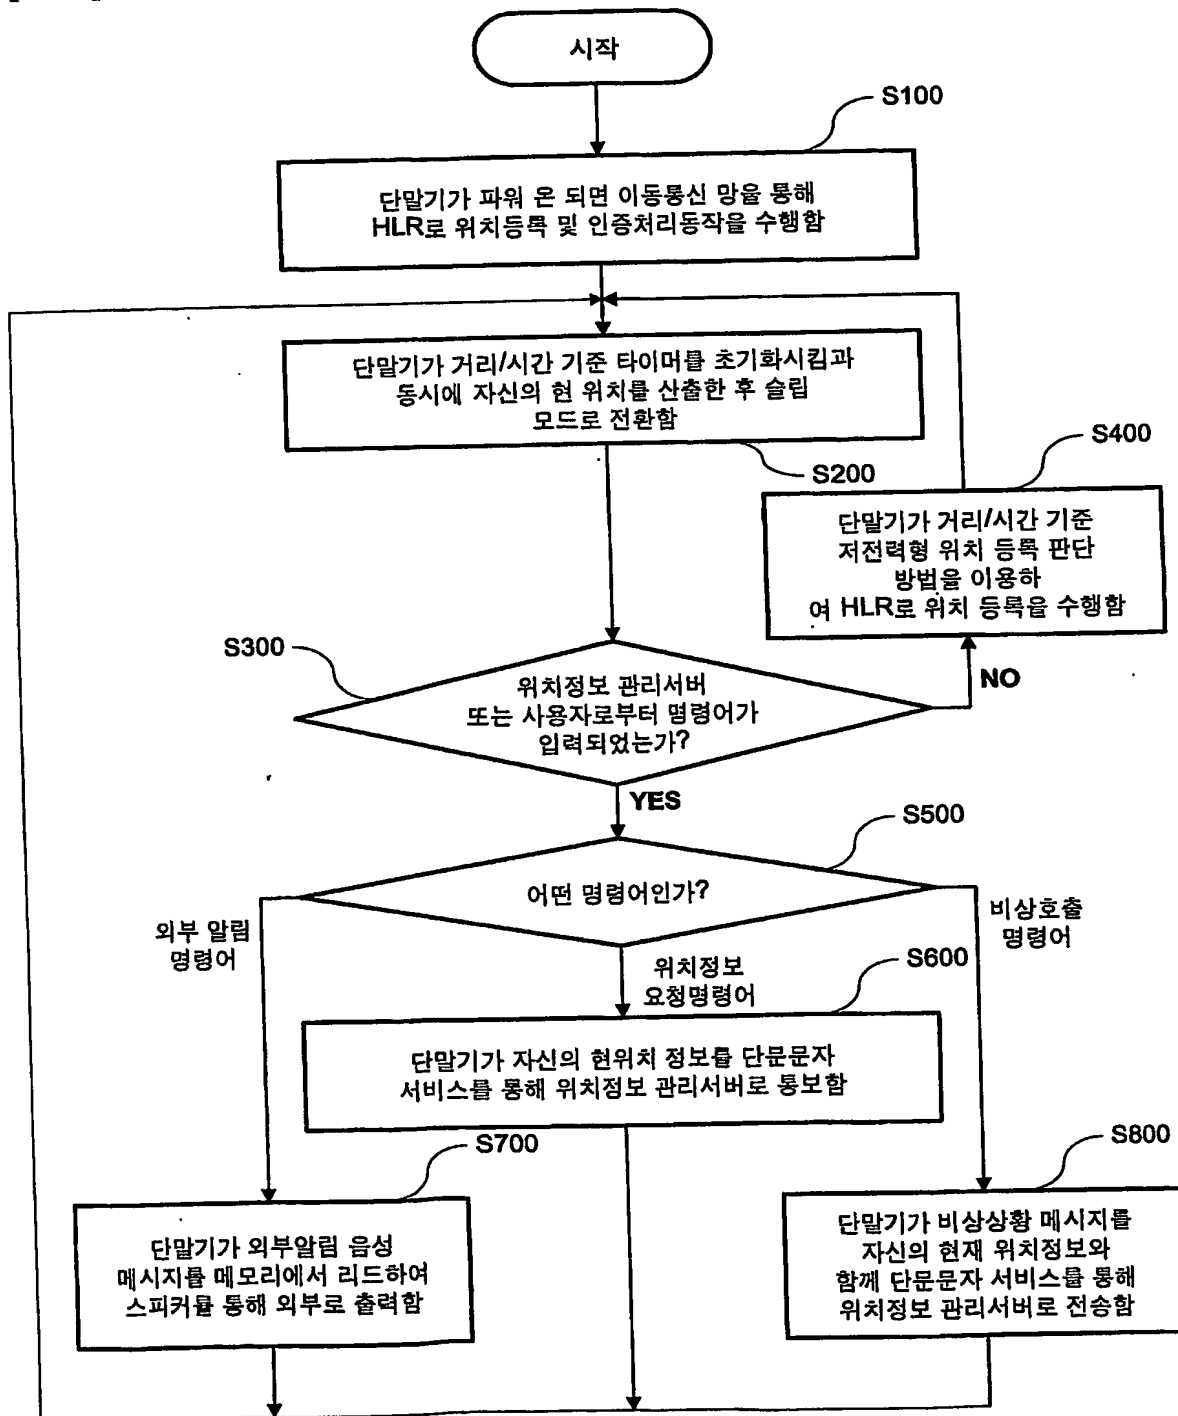 시작
S100
단말기가 파워 온 되면 이동통신 망을 통해
HLR로 위치등록 및 인증처리동작을 수행함
단말기가 거리/시간 기준 타이머를 초기화시킴과
동시에 자신의 현 위치를 산출한 후 슬립
모드로 전환함
S200
S400
단말기가 거리/시간 기준
저전력형 위치 등록 판단
방법을 이용하
여 HLR로 위치 등록을 수행함
S300
위치정보 관리서버
또는 사용자로부터 명령어가
입력되었는가?
NO
YES
S500
어떤 명령어인가?
외부 알림
명령어
위치정보
요청명령어
비상호출
명령어
S600
단말기가 자신의 현위치 정보를 단문문자
서비스를 통해 위치정보 관리서버로 통보함
S700
단말기가 외부알림 음성
메시지를 메모리에서 리드하여
스피커를 통해 외부로 출력함
S800
단말기가 비상상황 메시지를
자신의 현재 위치정보와
함께 단문문자 서비스를 통해
위치정보 관리서버로 전송함